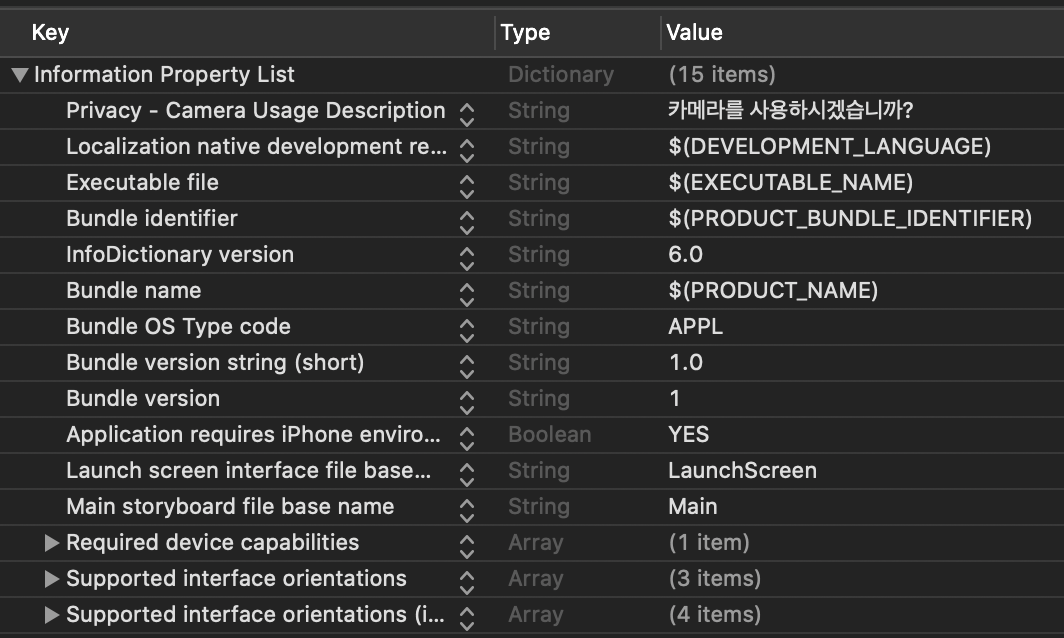 Key Type Value
Information Property List Dictionary (15 items)
Privacy - Camera Usage Description String 카메라를 사용하시겠습니까?
Localization native development re... String $(DEVELOPMENT_LANGUAGE)
Executable file String $(EXECUTABLE_NAME)
Bundle identifier String $(PRODUCT_BUNDLE_IDENTIFIER)
InfoDictionary version String 6.0
Bundle name String $(PRODUCT_NAME)
Bundle OS Type code String APPL
Bundle version string (short) String 1.0
Bundle version String 1
Application requires iPhone enviro... Boolean YES
Launch screen interface file base... String LaunchScreen
Main storyboard file base name String Main
Required device capabilities Array (1 item)
Supported interface orientations Array (3 items)
Supported interface orientations (i... Array (4 items)